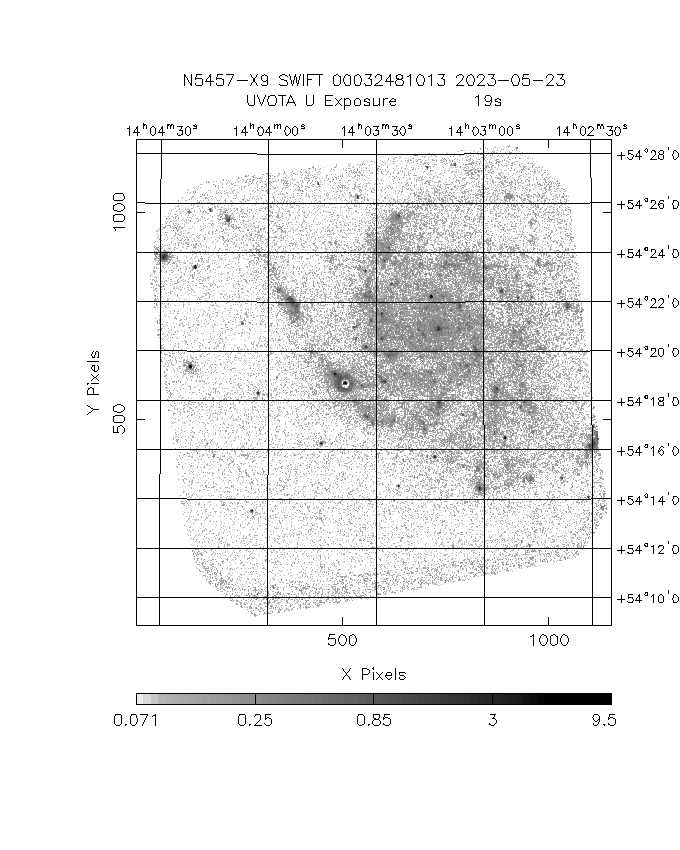 N5457-X9 SWIFT 00032481013 2023-05-23
UVOTA U Exposure 19s
14ʰ04ᵐ30ˢ 14ʰ04ᵐ00ˢ 14ʰ03ᵐ30ˢ 14ʰ03ᵐ00ˢ 14ʰ02ᵐ30ˢ
+54°28'0
+54°26'0
+54°24'0
+54°22'0
+54°20'0
+54°18'0
+54°16'0
+54°14'0
+54°12'0
+54°10'0
1000
Y Pixels
500
500 1000
X Pixels
0.071 0.25 0.85 3 9.5